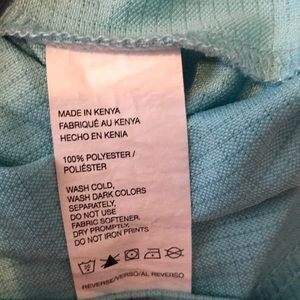 MADE IN KENYA
FABRIQUÉ AU KENYA
HECHO EN KENIA
100% POLYESTER /
POLIÉSTER
WASH COLD,
WASH DARK COLORS
SEPARATELY,
DO NOT USE
FABRIC SOFTENER,
DRY PROMPTLY,
DO NOT IRON PRINTS
REVERSE/VERSO/AL REVERSO